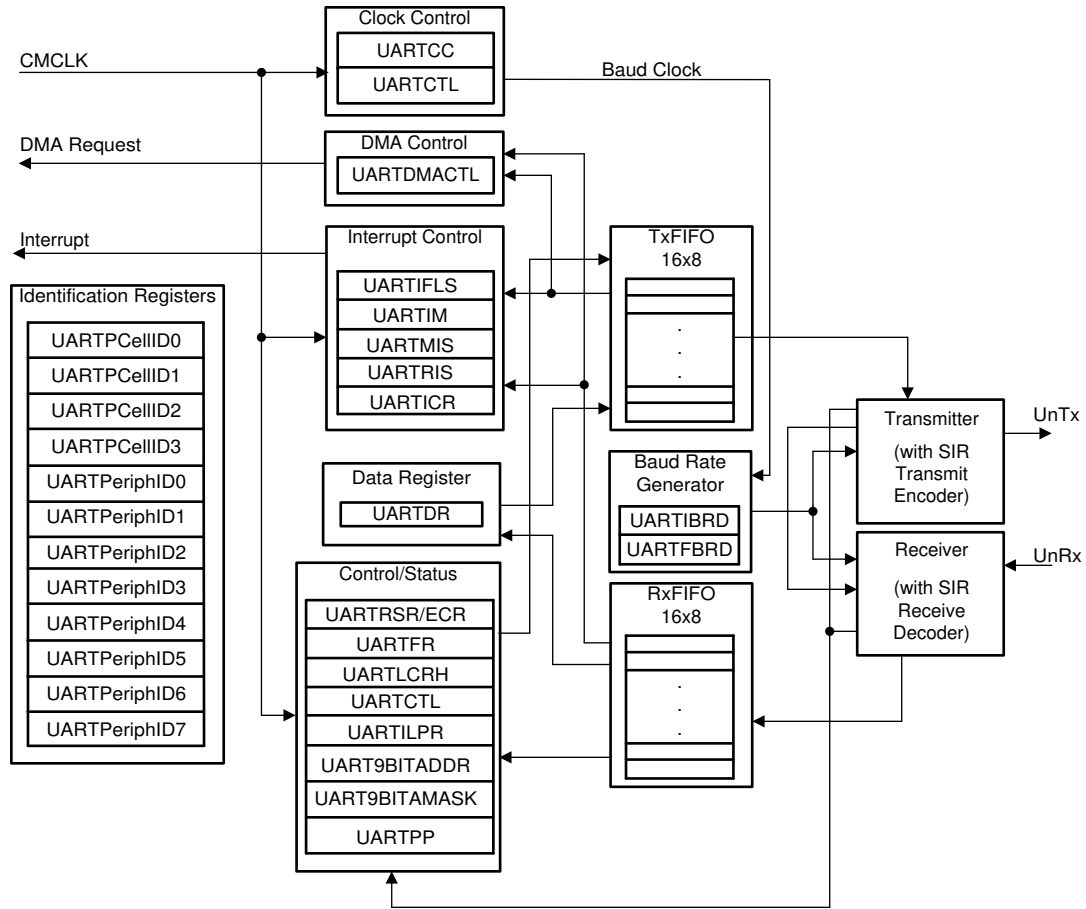 Clock Control
UARTCC
UARTCTL
CMCLK
Baud Clock
DMA Request
DMA Control
UARTDMACTL
Interrupt
Interrupt Control
UARTIFLS
UARTIM
UARTMIS
UARTRIS
UARTICR
TxFIFO
16x8
.
.
.
Identification Registers
UARTPCellID0
UARTPCellID1
UARTPCellID2
UARTPCellID3
UARTPeriphID0
UARTPeriphID1
UARTPeriphID2
UARTPeriphID3
UARTPeriphID4
UARTPeriphID5
UARTPeriphID6
UARTPeriphID7
Data Register
UARTDR
Baud Rate
Generator
UARTIBRD
UARTFBRD
Transmitter
(with SIR
Transmit
Encoder)
UnTx
Receiver
(with SIR
Receive
Decoder)
UnRx
Control/Status
UARTRSR/ECR
UARTFR
UARTLCRH
UARTCTL
UARTILPR
UART9BITADDR
UART9BITAMASK
UARTPP
RxFIFO
16x8
.
.
.